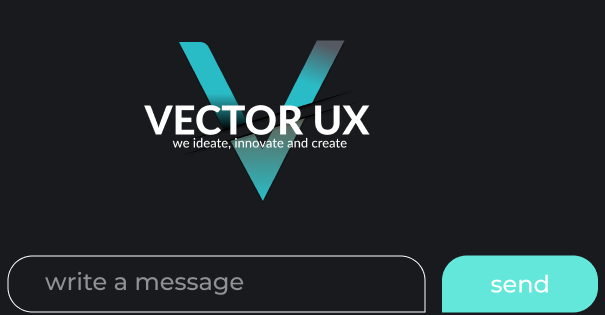 VECTOR UX
we ideate, innovate and create
write a message
send